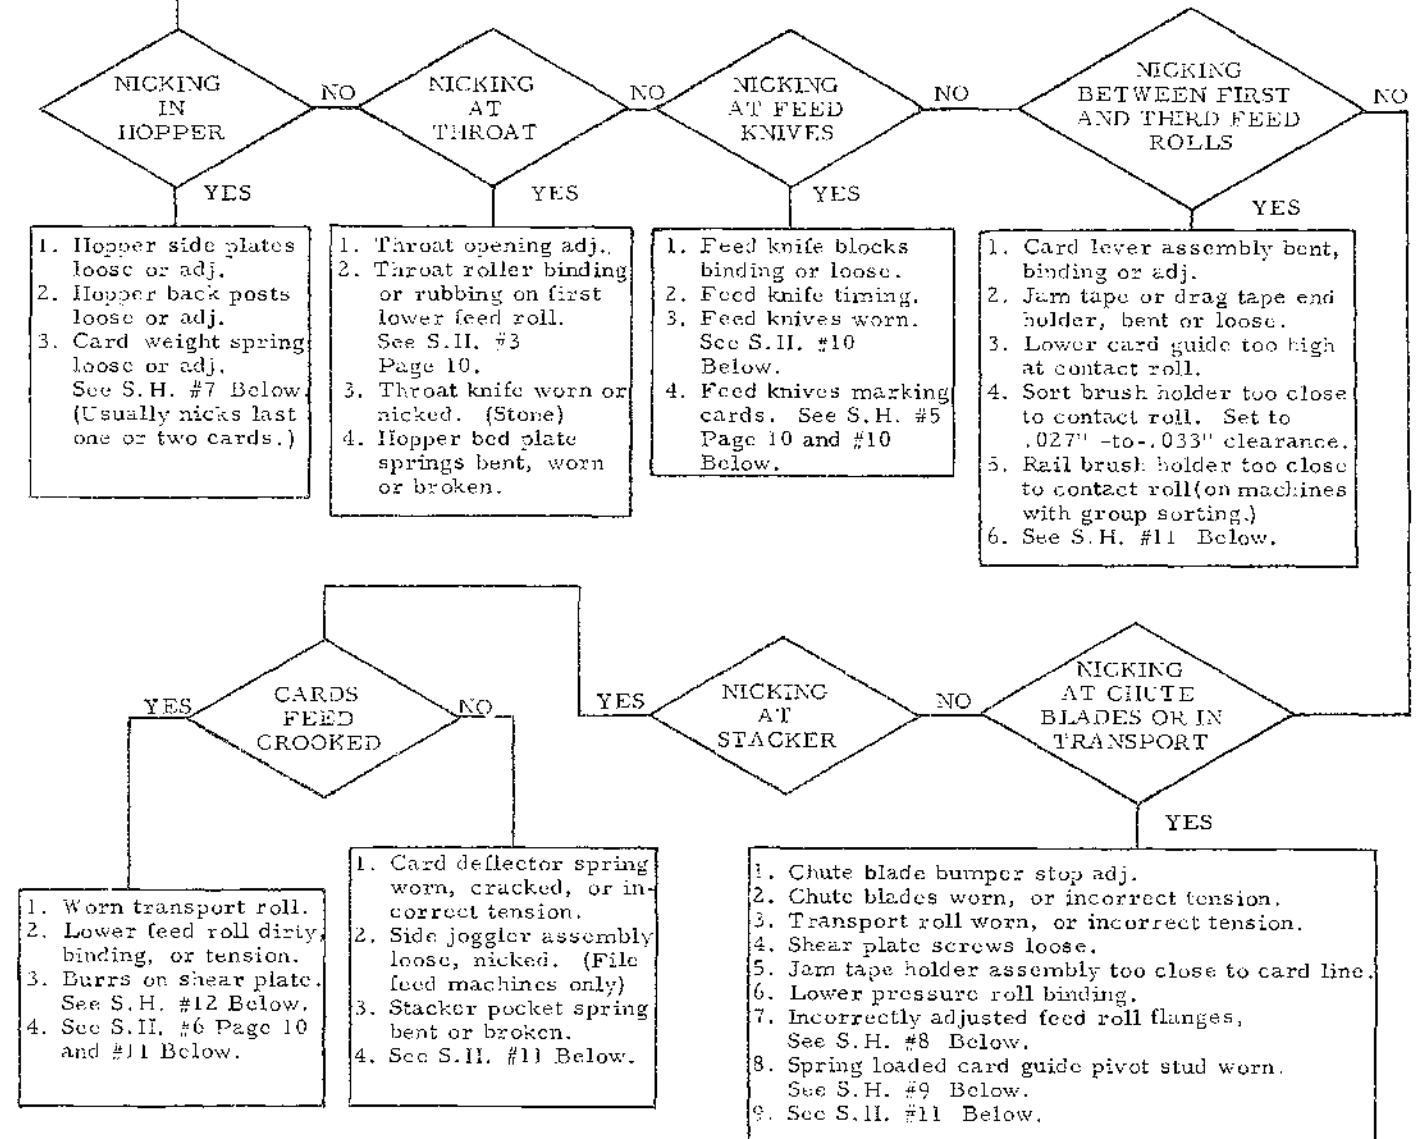 NICKING
IN
HOPPER
NO
YES
NICKING
AT
THROAT
NO
YES
NICKING
AT FEED
KNIVES
NO
YES
NICKING
BETWEEN FIRST
AND THIRD FEED
ROLLS
NO
YES
1. Hopper side plates
loose or adj.
2. Hopper back posts
loose or adj.
3. Card weight spring
loose or adj.
See S.H. #7 Below.
(Usually nicks last
one or two cards.)
1. Throat opening adj.
2. Throat roller binding
or rubbing on first
lower feed roll.
See S.H. #3
Page 10.
3. Throat knife worn or
nicked. (Stone)
4. Hopper bed plate
springs bent, worn
or broken.
1. Feed knife blocks
binding or loose.
2. Feed knife timing.
3. Feed knives worn.
See S.H. #10
Below.
4. Feed knives marking
cards. See S.H. #5
Page 10 and #10
Below.
1. Card lever assembly bent,
binding or adj.
2. Jam tape or drag tape end
holder, bent or loose.
3. Lower card guide too high
at contact roll.
4. Sort brush holder too close
to contact roll. Set to
.027" -to-.033" clearance.
5. Rail brush holder too close
to contact roll(on machines
with group sorting.)
6. See S.H. #11 Below.
YES
CARDS
FEED
CROOKED
NO
YES
NICKING
AT
STACKER
NO
NICKING
AT CHUTE
BLADES OR IN
TRANSPORT
YES
1. Worn transport roll.
2. Lower feed roll dirty,
binding, or tension.
3. Burrs on shear plate.
See S.H. #12 Below.
4. See S.H. #6 Page 10
and #11 Below.
1. Card deflector spring
worn, cracked, or in-
correct tension.
2. Side joggler assembly
loose, nicked. (File
feed machines only)
3. Stacker pocket spring
bent or broken.
4. See S.H. #11 Below.
1. Chute blade bumper stop adj.
2. Chute blades worn, or incorrect tension.
3. Transport roll worn, or incorrect tension.
4. Shear plate screws loose.
5. Jam tape holder assembly too close to card line.
6. Lower pressure roll binding.
7. Incorrectly adjusted feed roll flanges,
See S.H. #8 Below.
8. Spring loaded card guide pivot stud worn.
See S.H. #9 Below.
9. See S.H. #11 Below.